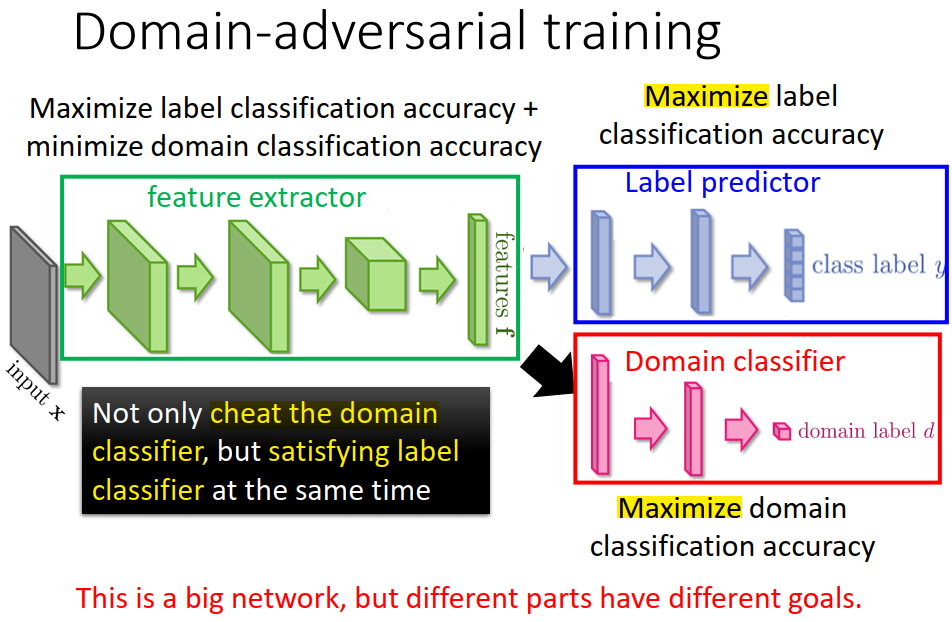 Domain-adversarial training
Maximize label classification accuracy +
minimize domain classification accuracy
Maximize label
classification accuracy
feature extractor
Label predictor
features f
class label y
input x
Domain classifier
domain label d
Not only cheat the domain
classifier, but satisfying label
classifier at the same time
Maximize domain
classification accuracy
This is a big network, but different parts have different goals.